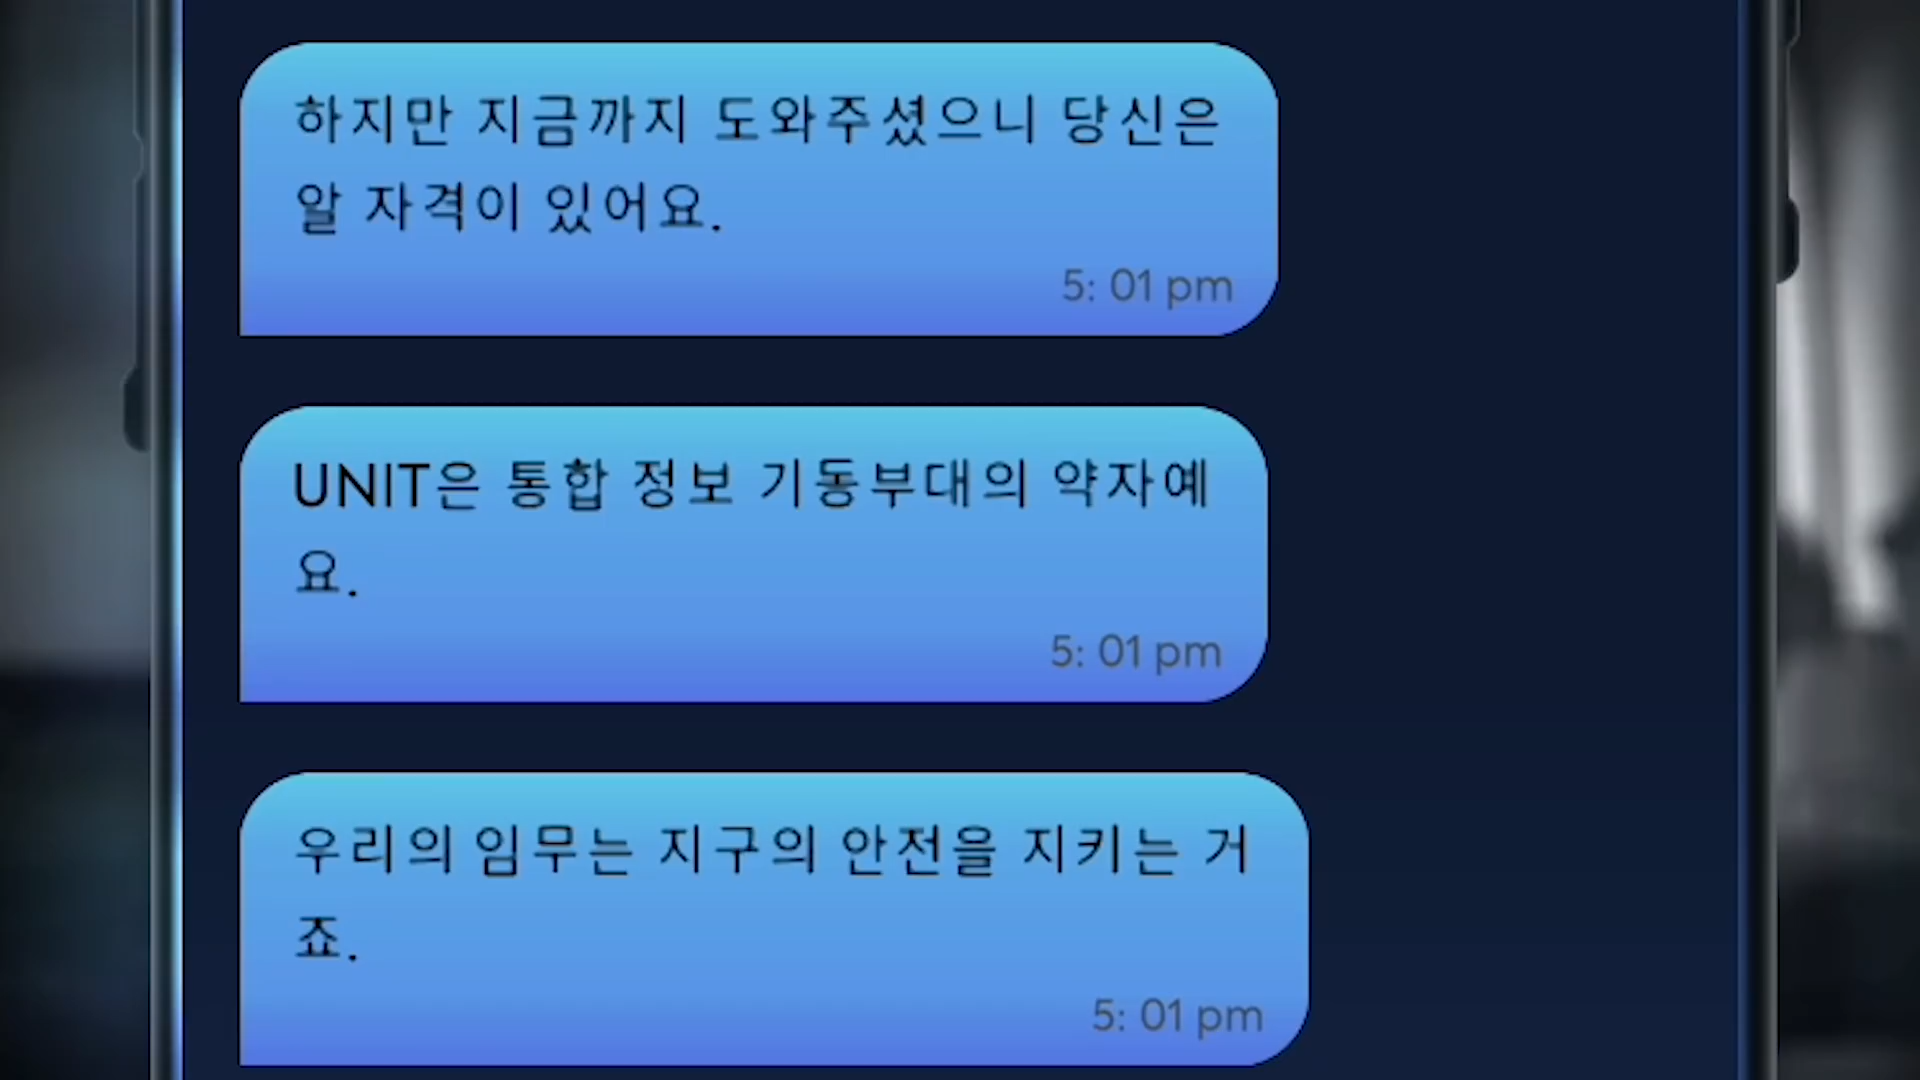 하지만 지금까지 도와주셨으니 당신은
알 자격이 있어요.
5: 01 pm
UNIT은 통합 정보 기동부대의 약자예
요.
5: 01 pm
우리의 임무는 지구의 안전을 지키는 거
죠.
5: 01 pm